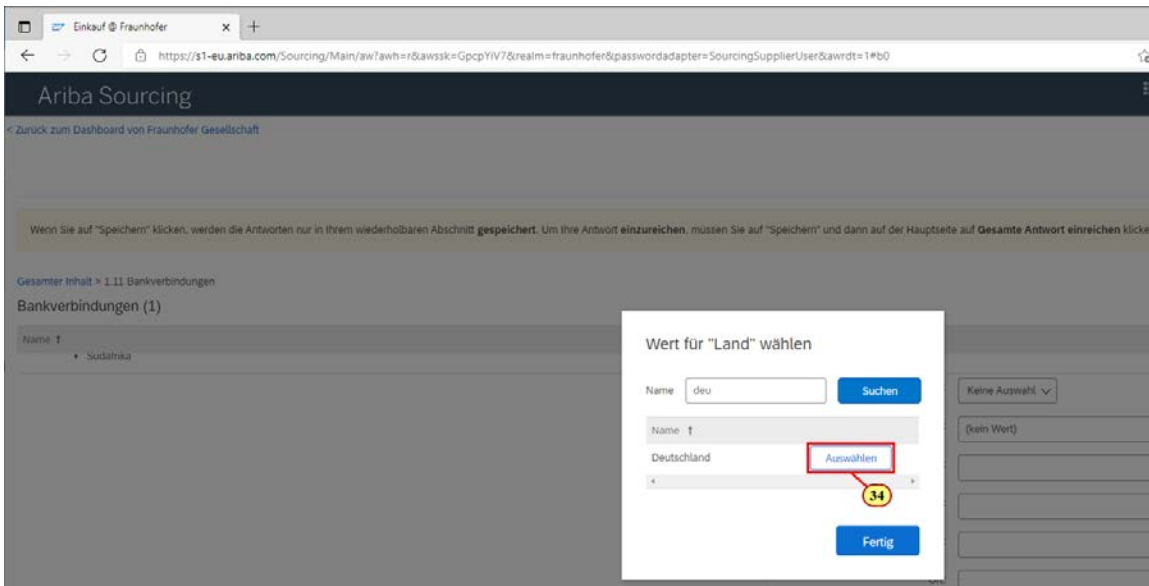 Einkauf @ Fraunhofer
https://s1-eu.ariba.com/Sourcing/Main/aw?awh=r&awssk=GpcpYiV7&realm=fraunhofer&passwordadapter=SourcingSupplierUser&awrdt=1#b0
Ariba Sourcing
< Zurück zum Dashboard von Fraunhofer Gesellschaft
Wenn Sie auf "Speichern" klicken, werden die Antworten nur in Ihrem wiederholbaren Abschnitt gespeichert. Um Ihre Antwort einzureichen, müssen Sie auf "Speichern" und dann auf der Hauptseite auf Gesamte Antwort einreichen klicke
Gesamter Inhalt > 1.11 Bankverbindungen
Bankverbindungen (1)
Name ↑
• Südafrika
Wert für "Land" wählen
Name deu Suchen
Name ↑
Deutschland Auswählen
34
Fertig
Keine Auswahl
(kein Wert)